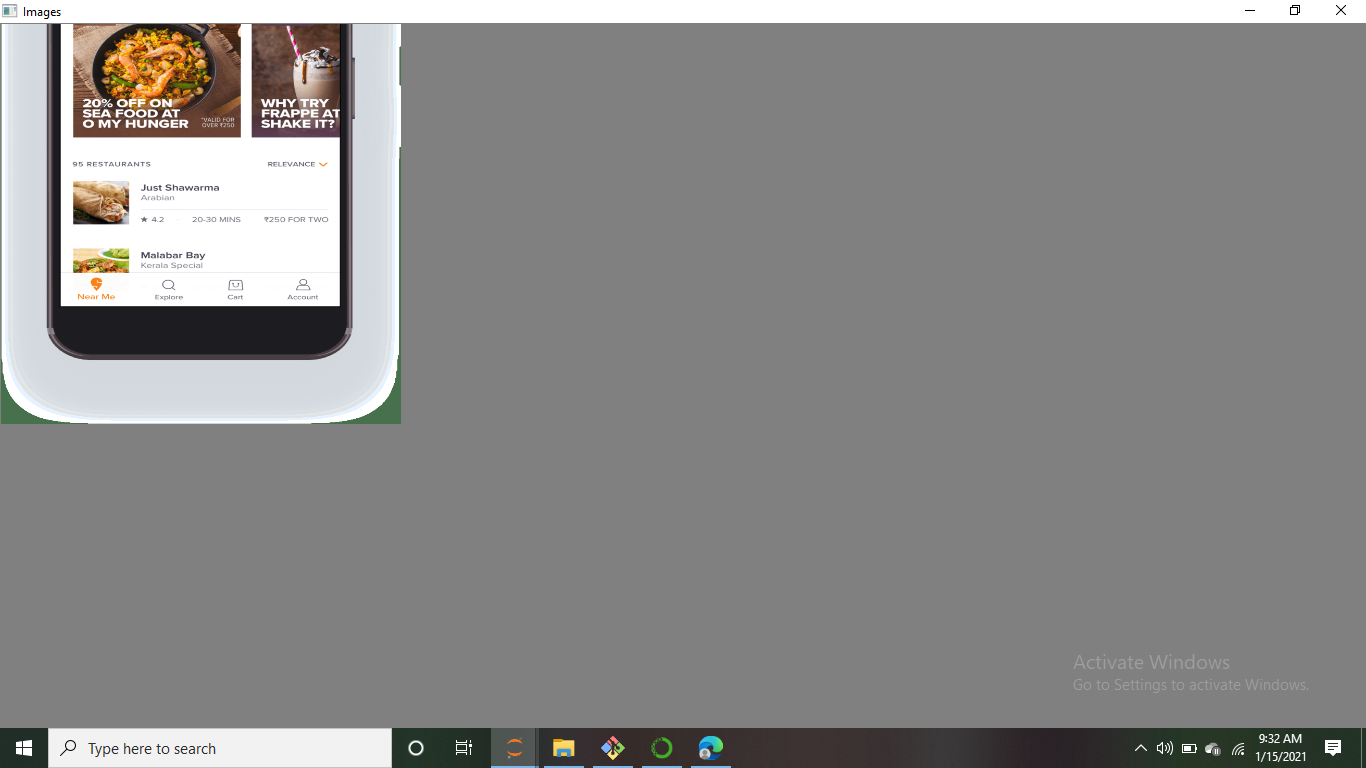 Images
20% OFF ON
SEA FOOD AT
O MY HUNGER
*VALID FOR
OVER ₹250
WHY TRY
FRAPPE AT
SHAKE IT?
95 RESTAURANTS
RELEVANCE
Just Shawarma
Arabian
★ 4.2 20-30 MINS ₹250 FOR TWO
Malabar Bay
Kerala Special
Near Me Explore Cart Account
Activate Windows
Go to Settings to activate Windows.
Type here to search
9:32 AM
1/15/2021